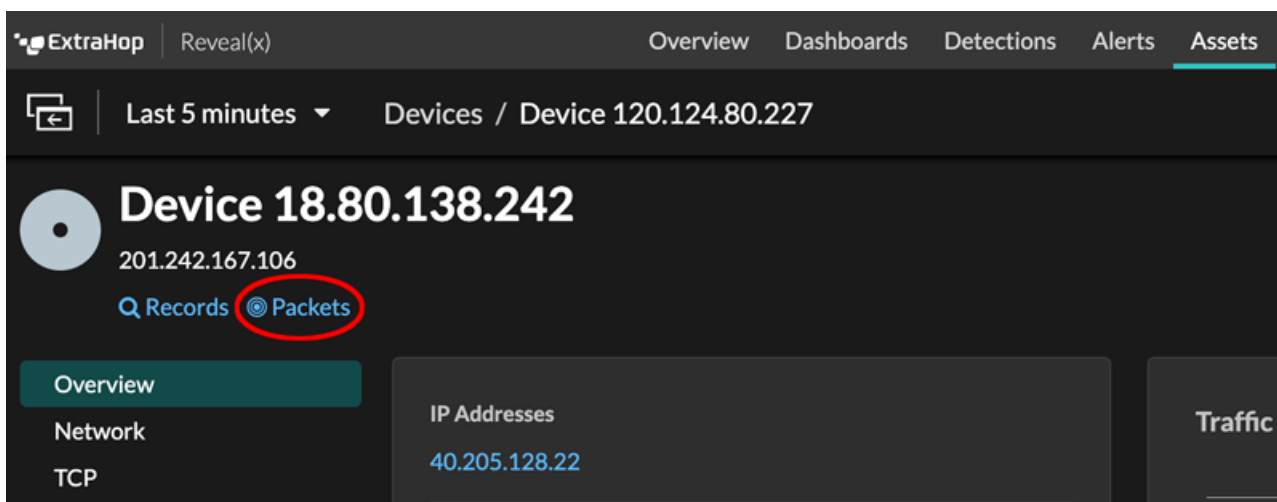 ExtraHop Reveal(x) Overview Dashboards Detections Alerts Assets
Last 5 minutes Devices / Device 120.124.80.227
Device 18.80.138.242
201.242.167.106
Records Packets
Overview
Network
TCP
IP Addresses
40.205.128.22
Traffic